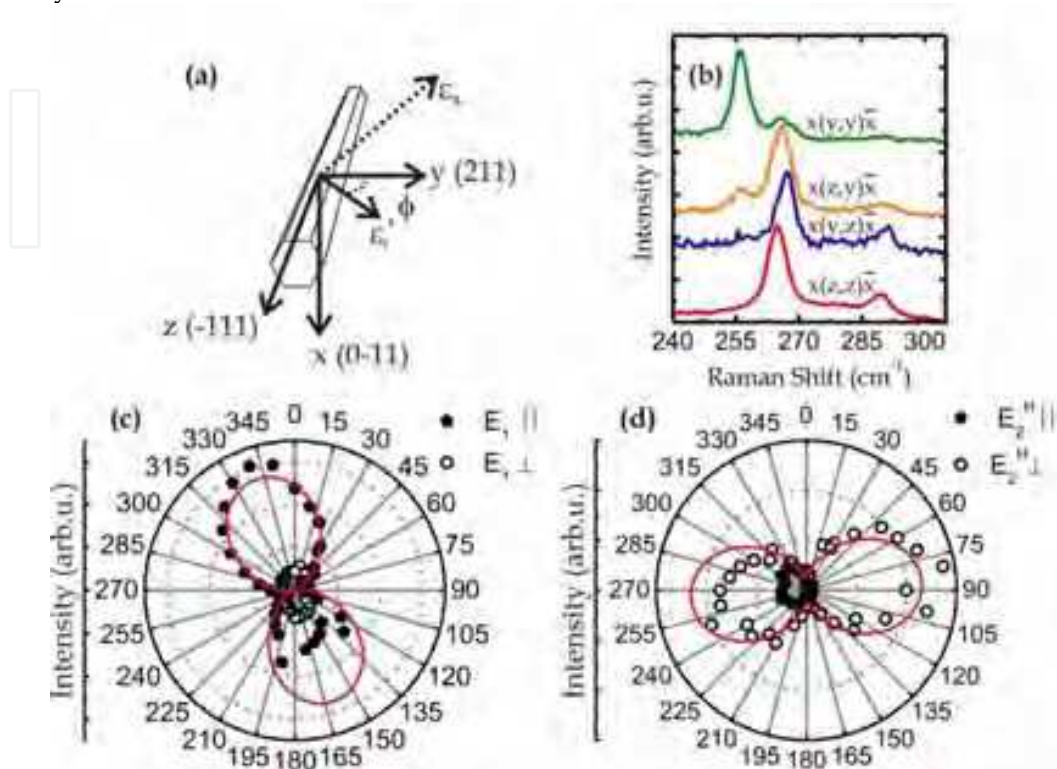 (a)
y (211)
ϕ
z (-111)
x (0-11)
(b)
x(y,y)x̄
x(z,y)x̄
x(y,z)x̄
x(z,z)x̄
Intensity (arb.u.)
240 255 270 285 300
Raman Shift (cm⁻¹)
(c)
E₁ ||
E₁ ⊥
0 15 30 45 60 75 90 105 120 135 150 165 180 195 210 225 240 255 270 285 300 315 330 345
Intensity (arb.u.)
(d)
E₂ᴴ ||
E₂ᴴ ⊥
0 15 30 45 60 75 90 105 120 135 150 165 180 195 210 225 240 255 270 285 300 315 330 345
Intensity (arb.u.)